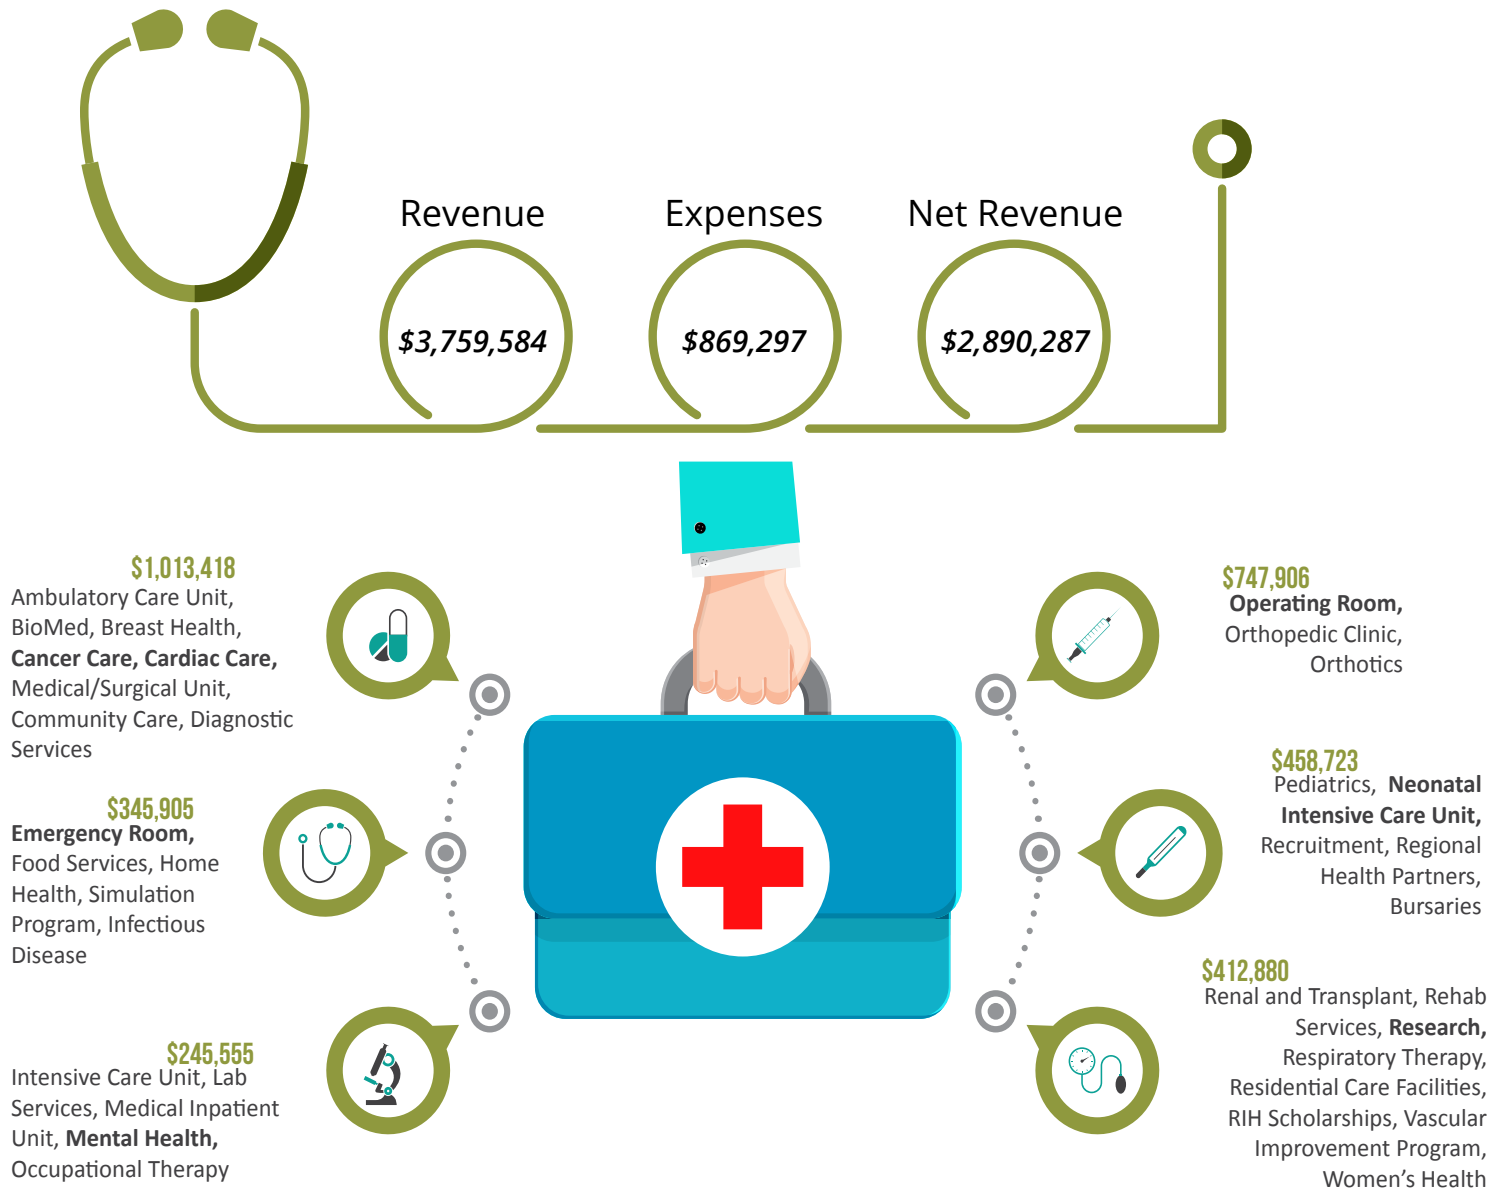 Revenue
Expenses
Net Revenue
$3,759,584
$869,297
$2,890,287
$1,013,418
Ambulatory Care Unit,
BioMed, Breast Health,
Cancer Care, Cardiac Care,
Medical/Surgical Unit,
Community Care, Diagnostic
Services
$345,905
Emergency Room,
Food Services, Home
Health, Simulation
Program, Infectious
Disease
$245,555
Intensive Care Unit, Lab
Services, Medical Inpatient
Unit, Mental Health,
Occupational Therapy
$747,906
Operating Room,
Orthopedic Clinic,
Orthotics
$458,723
Pediatrics, Neonatal
Intensive Care Unit,
Recruitment, Regional
Health Partners,
Bursaries
$412,880
Renal and Transplant, Rehab
Services, Research,
Respiratory Therapy,
Residential Care Facilities,
RIH Scholarships, Vascular
Improvement Program,
Women’s Health